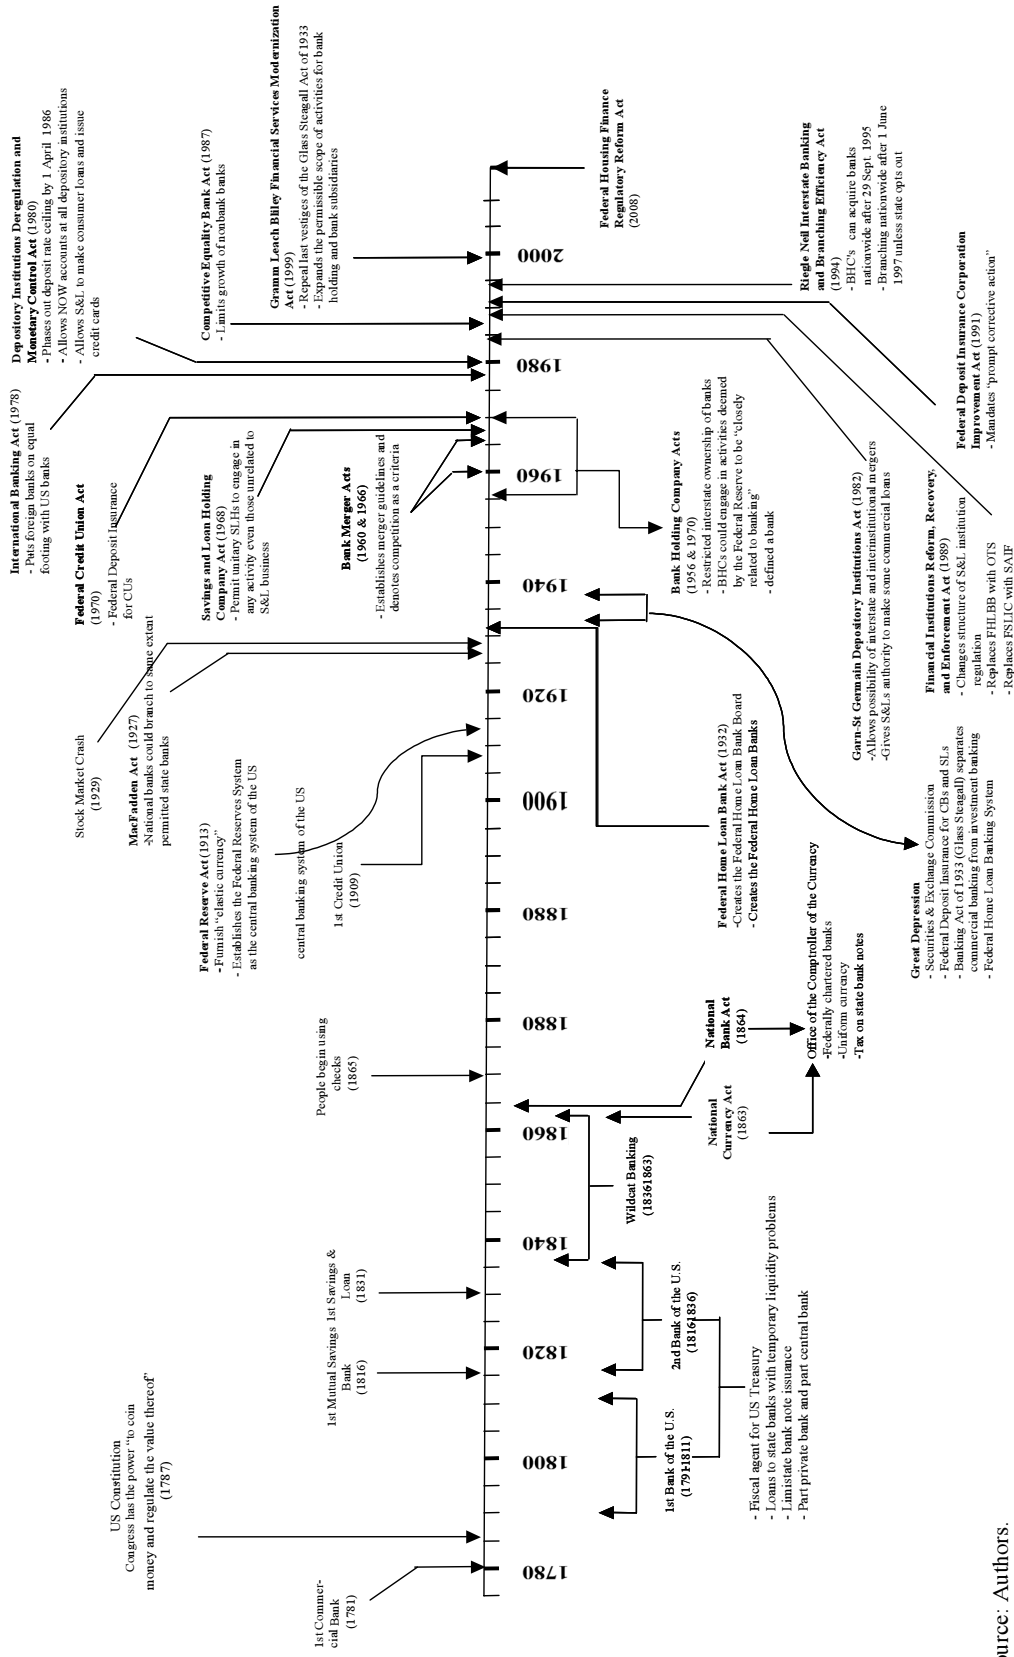 US Constitution
Congress has the power “to coin
money and regulate the value thereof”
(1787)
1st Commer-
cial Bank
(1781)
1st Mutual Savings
Bank
(1816)
1st Savings &
Loan
(1831)
People begin using
checks
(1865)
Federal Reserve Act (1913)
- Furnish “elastic currency”
- Establishes the Federal Reserves System
as the central banking system of the US
central banking system of the US
1st Credit Union
(1909)
Stock Market Crash
(1929)
MacFadden Act (1927)
-National banks could branch to same extent
permitted state banks
International Banking Act (1978)
- Puts foreign banks on equal
footing with US banks
Federal Credit Union Act
(1970)
- Federal Deposit Insurance
for CUs
Savings and Loan Holding
Company Act (1968)
- Permit unitary SLHs to engage in
any activity even those unrelated to
S&L business
Bank Merger Acts
(1960 & 1966)
- Establishes merger guidelines and
denotes competition as a criteria
Depository Institutions Deregulation and
Monetary Control Act (1980)
- Phases out deposit rate ceiling by 1 April 1986
- Allows NOW accounts at all depository institutions
- Allows S&L to make consumer loans and issue
credit cards
Competitive Equality Bank Act (1987)
- Limits growth of nonbank banks
Gramm Leach Bliley Financial Services Modernization
Act (1999)
- Repeal last vestiges of the Glass Steagall Act of 1933
- Expands the permissible scope of activities for bank
holding and bank subsidiaries
1780
1800
1820
1840
1860
1880
1880
1900
1920
1940
1960
1980
2000
1st Bank of the U.S.
(1791-1811)
2nd Bank of the U.S.
(1816-1836)
- Fiscal agent for US Treasury
- Loans to state banks with temporary liquidity problems
- Limistate bank note issuance
- Part private bank and part central bank
Wildcat Banking
(1836-1863)
National
Currency Act
(1863)
National
Bank Act
(1864)
Office of the Comptroller of the Currency
-Federally chartered banks
-Uniform currency
-Tax on state bank notes
Federal Home Loan Bank Act (1932)
-Creates the Federal Home Loan Bank Board
- Creates the Federal Home Loan Banks
Great Depression
- Securities & Exchange Commission
- Federal Deposit Insurance for CBs and SLs
- Banking Act of 1933 (Glass Steagall) separates
commercial banking from investment banking
- Federal Home Loan Banking System
Bank Holding Company Acts
(1956 & 1970)
- Restricted interstate ownership of banks
- BHCs could engage in activities deemed
by the Federal Reserve to be “closely
related to banking”
- defined a bank
Garn-St Germain Depository Institutions Act (1982)
-Allows possibility of interstate and interinstitutional mergers
-Gives S&Ls authority to make some commercial loans
Financial Institutions Reform, Recovery,
and Enforcement Act (1989)
- Changes structure of S&L institution
regulation
- Replaces FHLBB with OTS
- Replaces FSLIC with SAIF
Federal Deposit Insurance Corporation
Improvement Act (1991)
- Mandates “prompt corrective action”
Riegle Neil Interstate Banking
and Branching Efficiency Act
(1994)
- BHC's can acquire banks
nationwide after 29 Sept. 1995
- Branching nationwide after 1 June
1997 unless state opts out
Federal Housing Finance
Regulatory Reform Act
(2008)
urce: Authors.